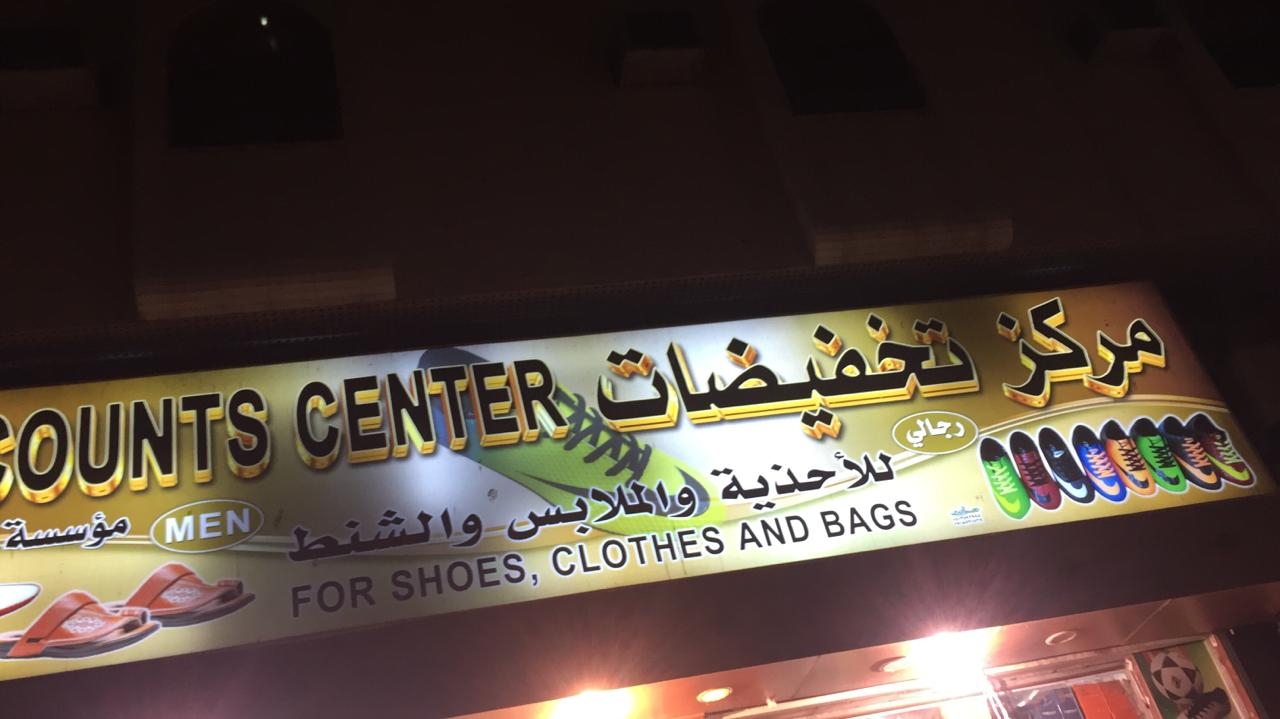 مركز تخفيضات
COUNTS CENTER
رجالي
للأحذية والملابس والشنط
MEN
مؤسسة
FOR SHOES, CLOTHES AND BAGS